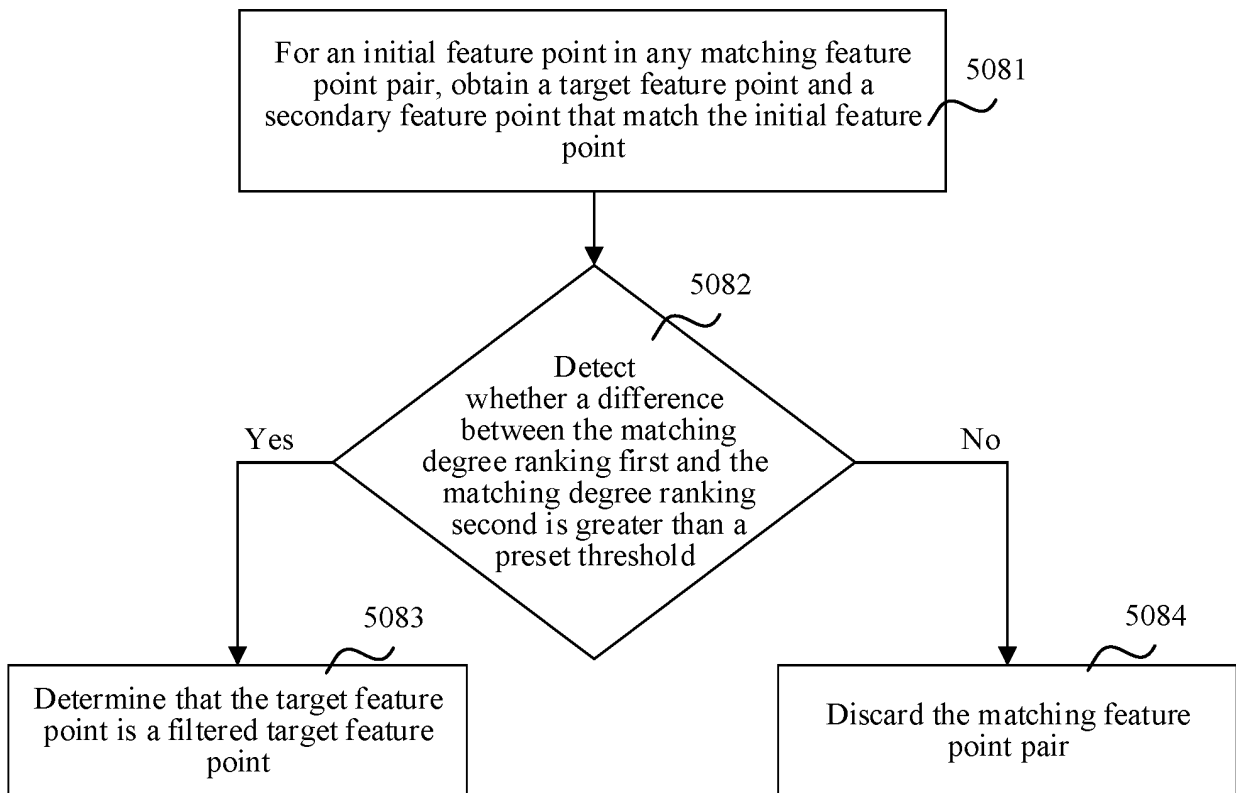 For an initial feature point in any matching feature
point pair, obtain a target feature point and a
secondary feature point that match the initial feature
point
5081
5082
Detect
whether a difference
between the matching
degree ranking first and the
matching degree ranking
second is greater than a
preset threshold
Yes
No
5083
5084
Determine that the target feature
point is a filtered target feature
point
Discard the matching feature
point pair